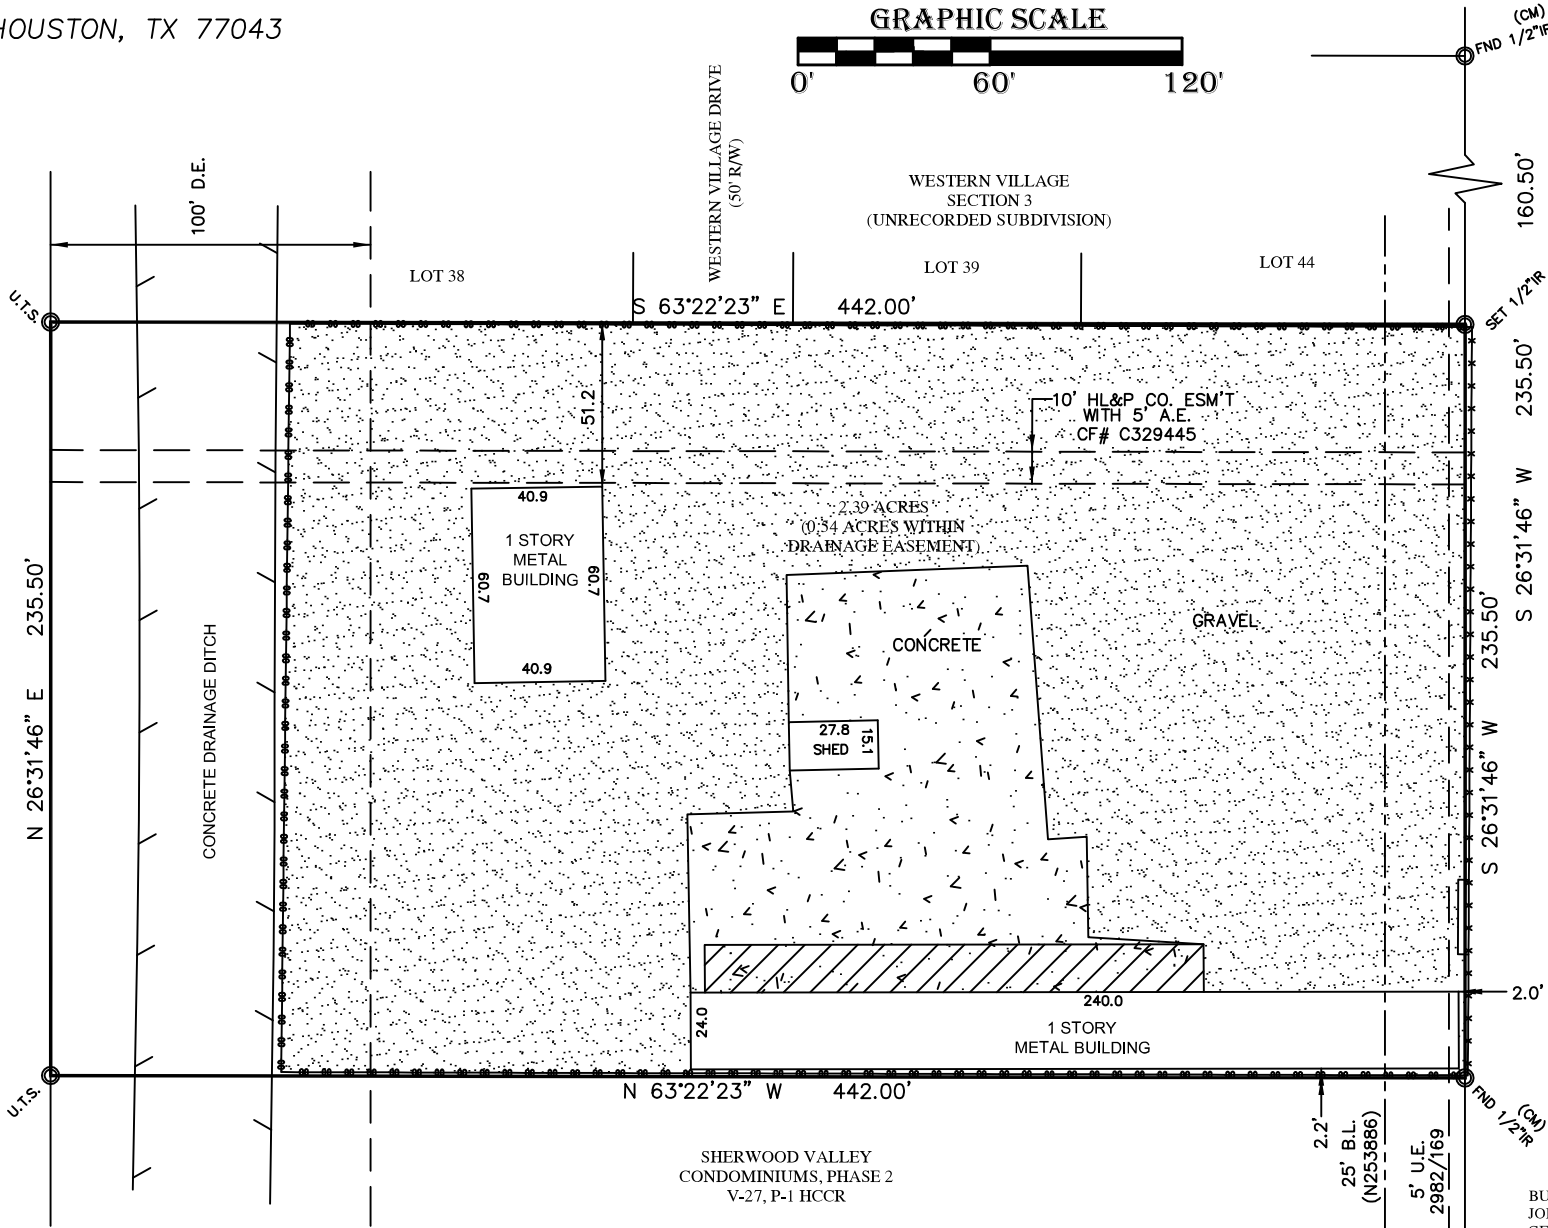 HOUSTON, TX 77043
GRAPHIC SCALE
0' 60' 120'
(CM)
FND 1/2"IR
160.50'
100' D.E.
WESTERN VILLAGE DRIVE
(50' R/W)
WESTERN VILLAGE
SECTION 3
(UNRECORDED SUBDIVISION)
LOT 38
LOT 39
LOT 44
U.T.S.
S 63°22'23" E 442.00'
SET 1/2"IR
51.2
10' HL&P CO. ESM'T
WITH 5' A.E.
CF# C329445
S 26°31'46" W 235.50'
2.39 ACRES
(0.54 ACRES WITHIN
DRAINAGE EASEMENT)
40.9
1 STORY
METAL
BUILDING
60.7
60.7
40.9
N 26°31'46" E 235.50'
CONCRETE DRAINAGE DITCH
CONCRETE
GRAVEL
S 26°31'46" W 235.50'
27.8
SHED
15.1
24.0
240.0
1 STORY
METAL BUILDING
2.0'
U.T.S.
N 63°22'23" W 442.00'
(CM)
FND 1/2"IR
2.2'
25' B.L.
(N253886)
5' U.E.
2982/169
SHERWOOD VALLEY
CONDOMINIUMS, PHASE 2
V-27, P-1 HCCR
BU
JO